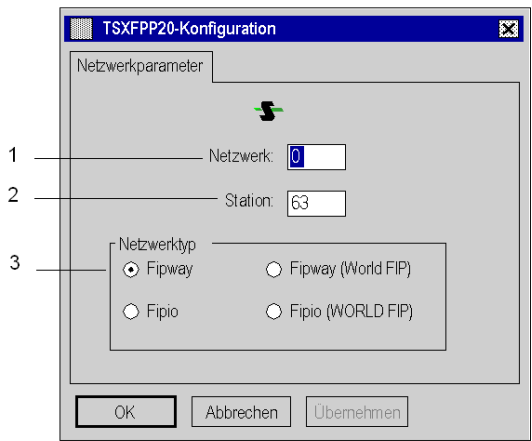 TSXFPP20-Konfiguration
Netzwerkparameter
1
Netzwerk: 0
2
Station: 63
Netzwerktyp
3
Fipway
Fipway (World FIP)
Fipio
Fipio (WORLD FIP)
OK
Abbrechen
Übernehmen